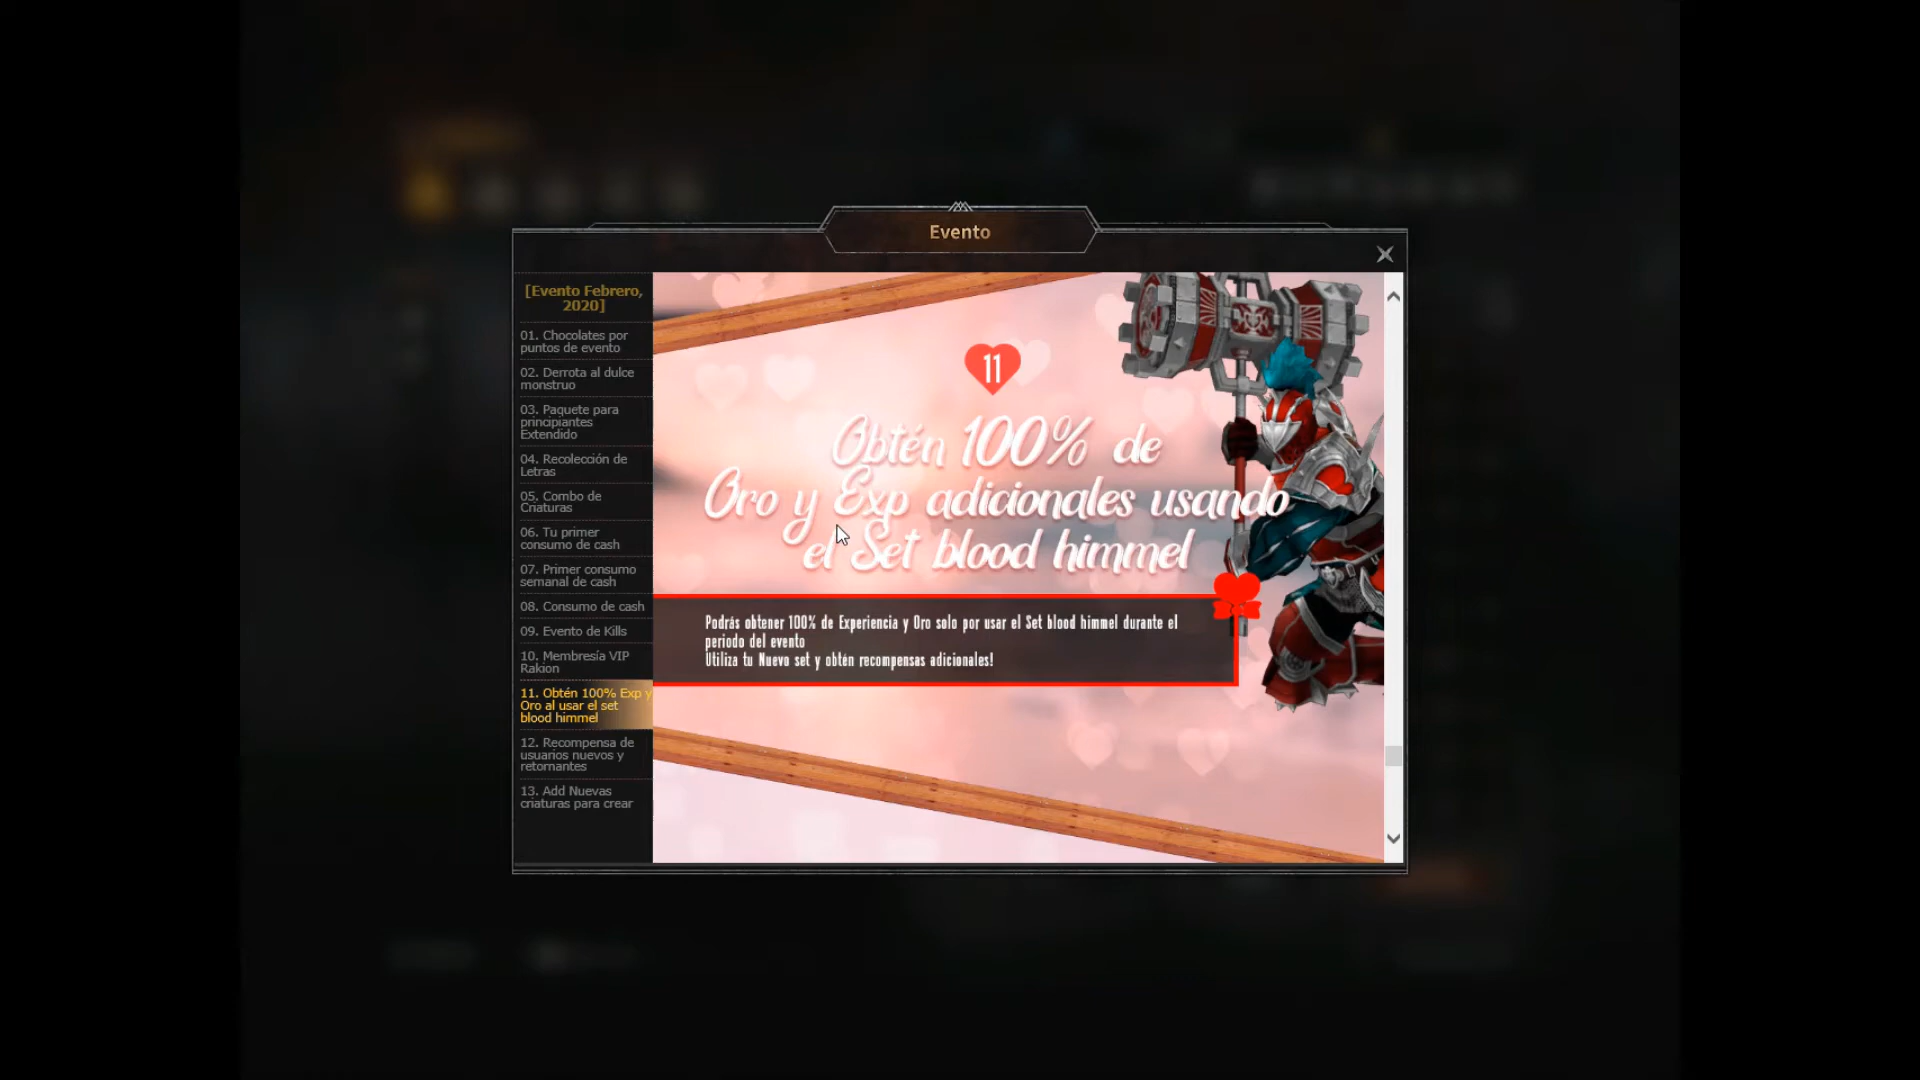 Evento
[Evento Febrero,
2020]
01. Chocolates por
puntos de evento
02. Derrota al dulce
monstruo
03. Paquete para
principiantes
Extendido
04. Recolección de
Letras
05. Combo de
Criaturas
06. Tu primer
consumo de cash
07. Primer consumo
semanal de cash
08. Consumo de cash
09. Evento de Kills
10. Membresía VIP
Rakion
11. Obtén 100% Exp y
Oro al usar el set
blood himmel
12. Recompensa de
usuarios nuevos y
retornantes
13. Add Nuevas
criaturas para crear
11
Obtén 100% de
Oro y Exp adicionales usando
el Set blood himmel
Podrás obtener 100% de Experiencia y Oro solo por usar el Set blood himmel durante el
periodo del evento
Utiliza tu Nuevo set y obtén recompensas adicionales!